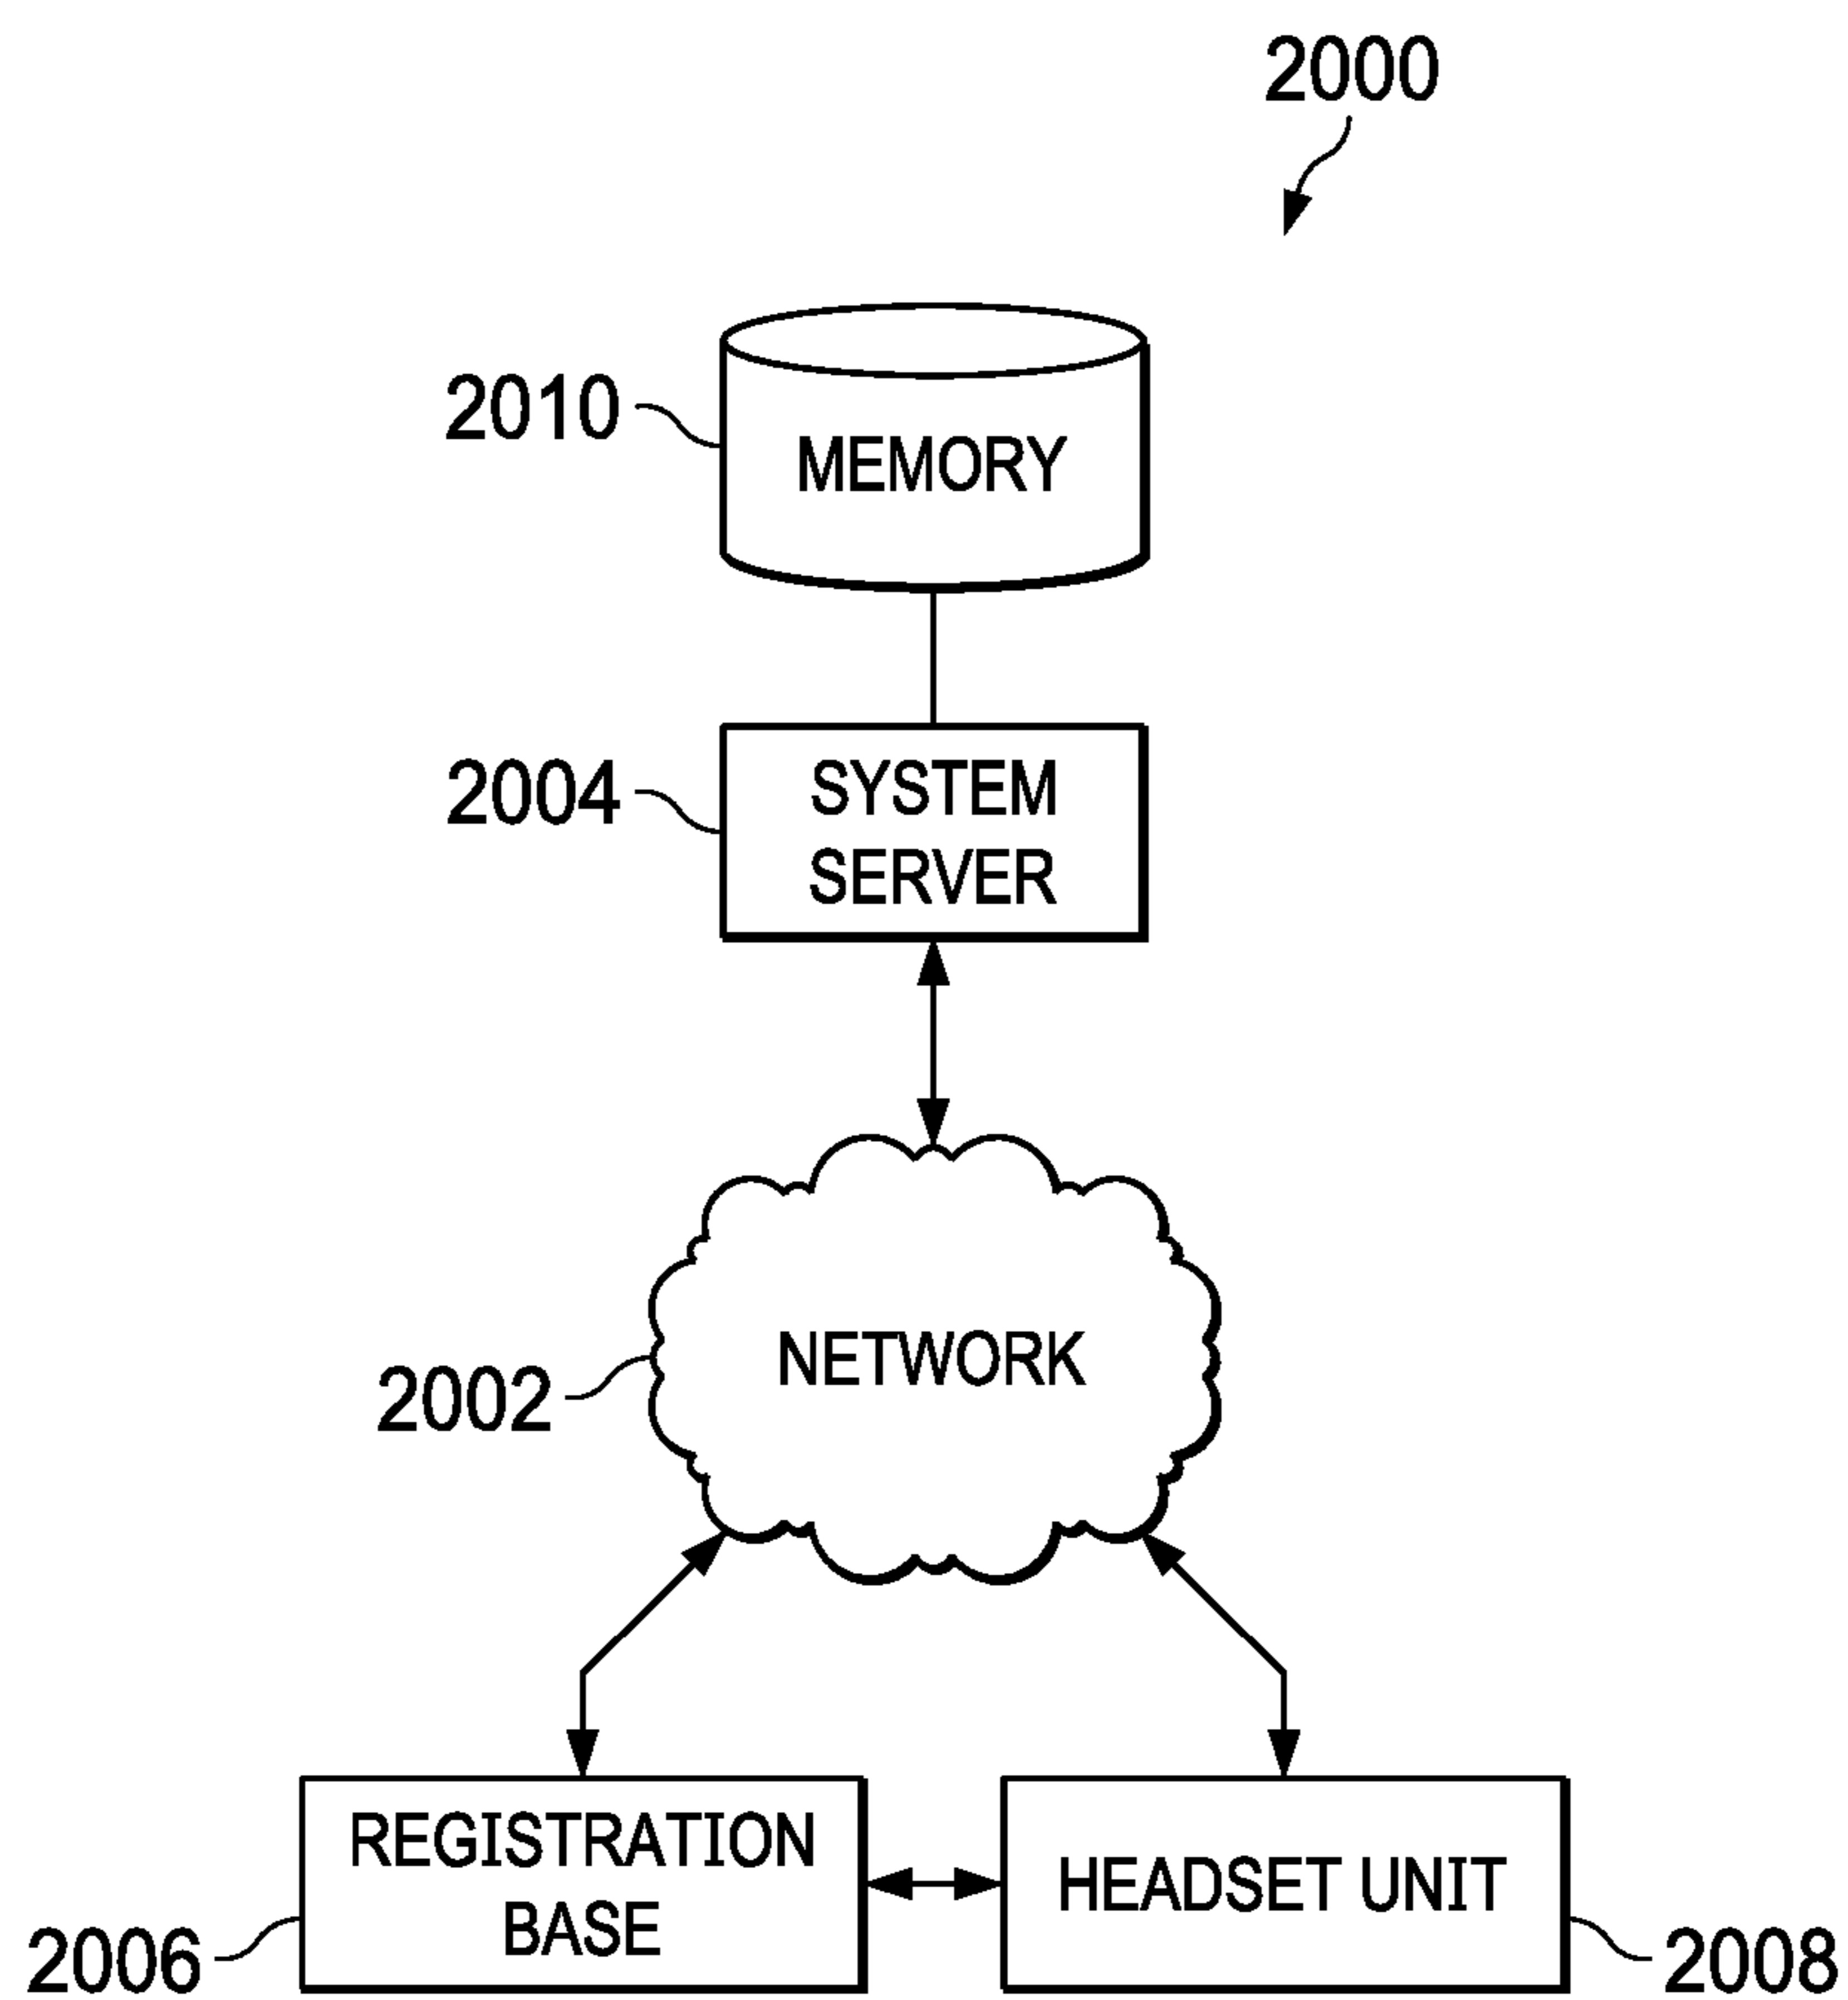 2000
2010
MEMORY
2004
SYSTEM
SERVER
NETWORK
2002
REGISTRATION
BASE
HEADSET UNIT
2006
2008